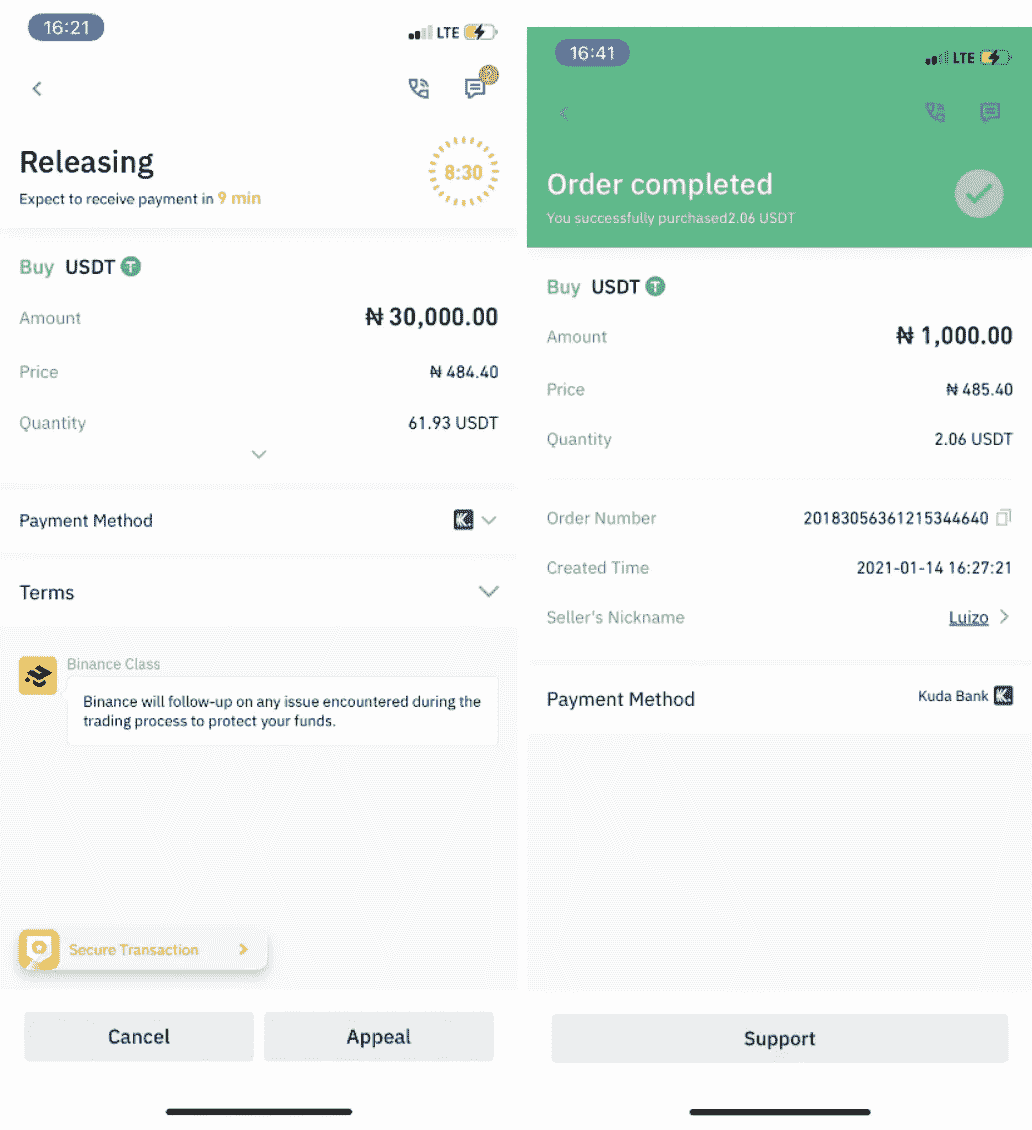 16:21
LTE
Releasing
8:30
Expect to receive payment in 9 min
Buy USDT
Amount
₦ 30,000.00
Price
₦ 484.40
Quantity
61.93 USDT
Payment Method
Terms
Binance Class
Binance will follow-up on any issue encountered during the
trading process to protect your funds.
Secure Transaction
Cancel
Appeal
16:41
LTE
Order completed
You successfully purchased2.06 USDT
Buy USDT
Amount
₦ 1,000.00
Price
₦ 485.40
Quantity
2.06 USDT
Order Number
20183056361215344640
Created Time
2021-01-14 16:27:21
Seller's Nickname
Luizo
Payment Method
Kuda Bank
Support